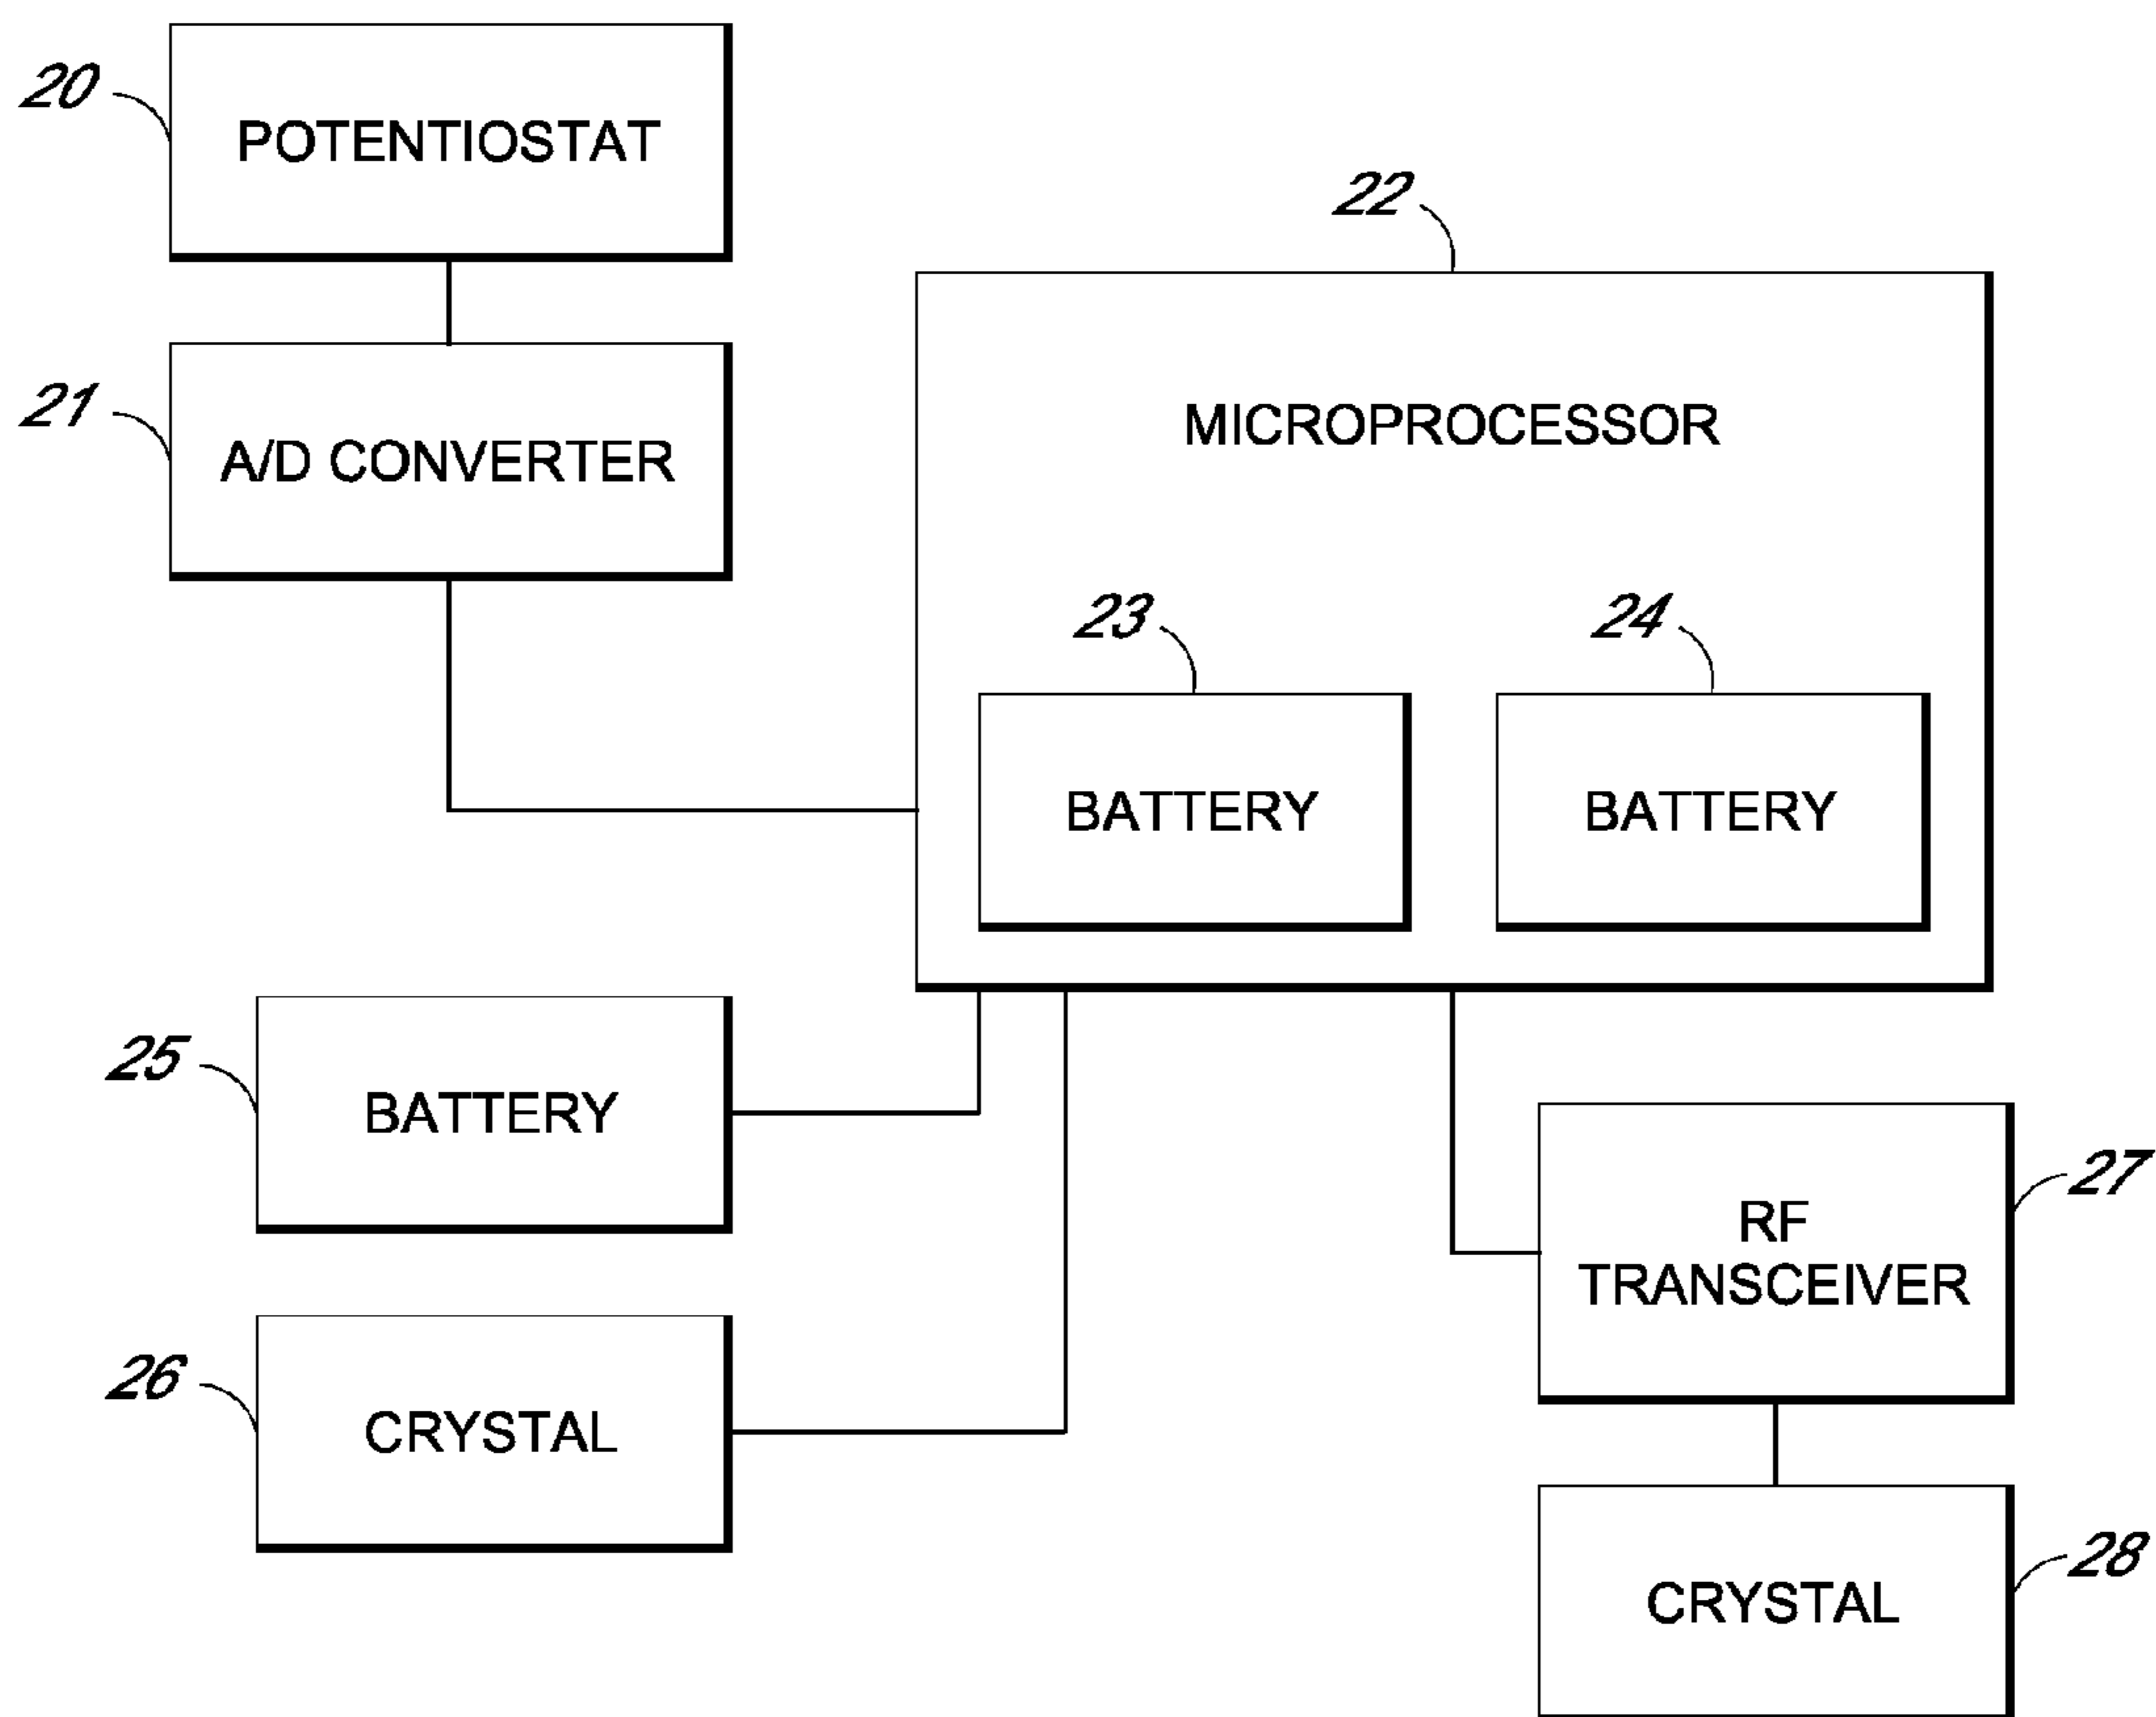 20
POTENTIOSTAT
21
A/D CONVERTER
22
MICROPROCESSOR
23
BATTERY
24
BATTERY
25
BATTERY
26
CRYSTAL
27
RF
TRANSCEIVER
28
CRYSTAL